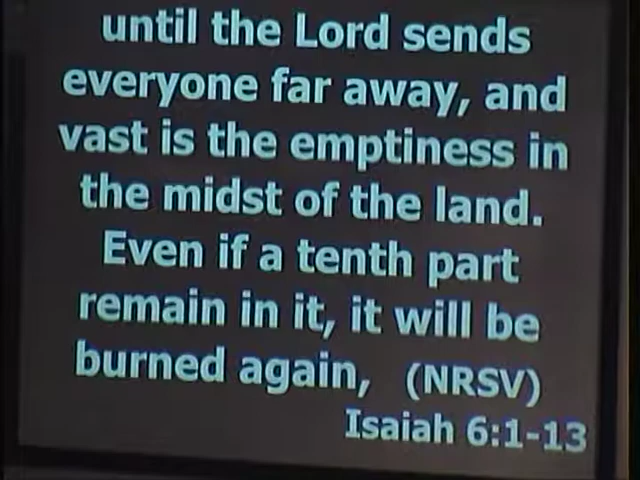 until the Lord sends
everyone far away, and
vast is the emptiness in
the midst of the land.
Even if a tenth part
remain in it, it will be
burned again, (NRSV)
Isaiah 6:1-13